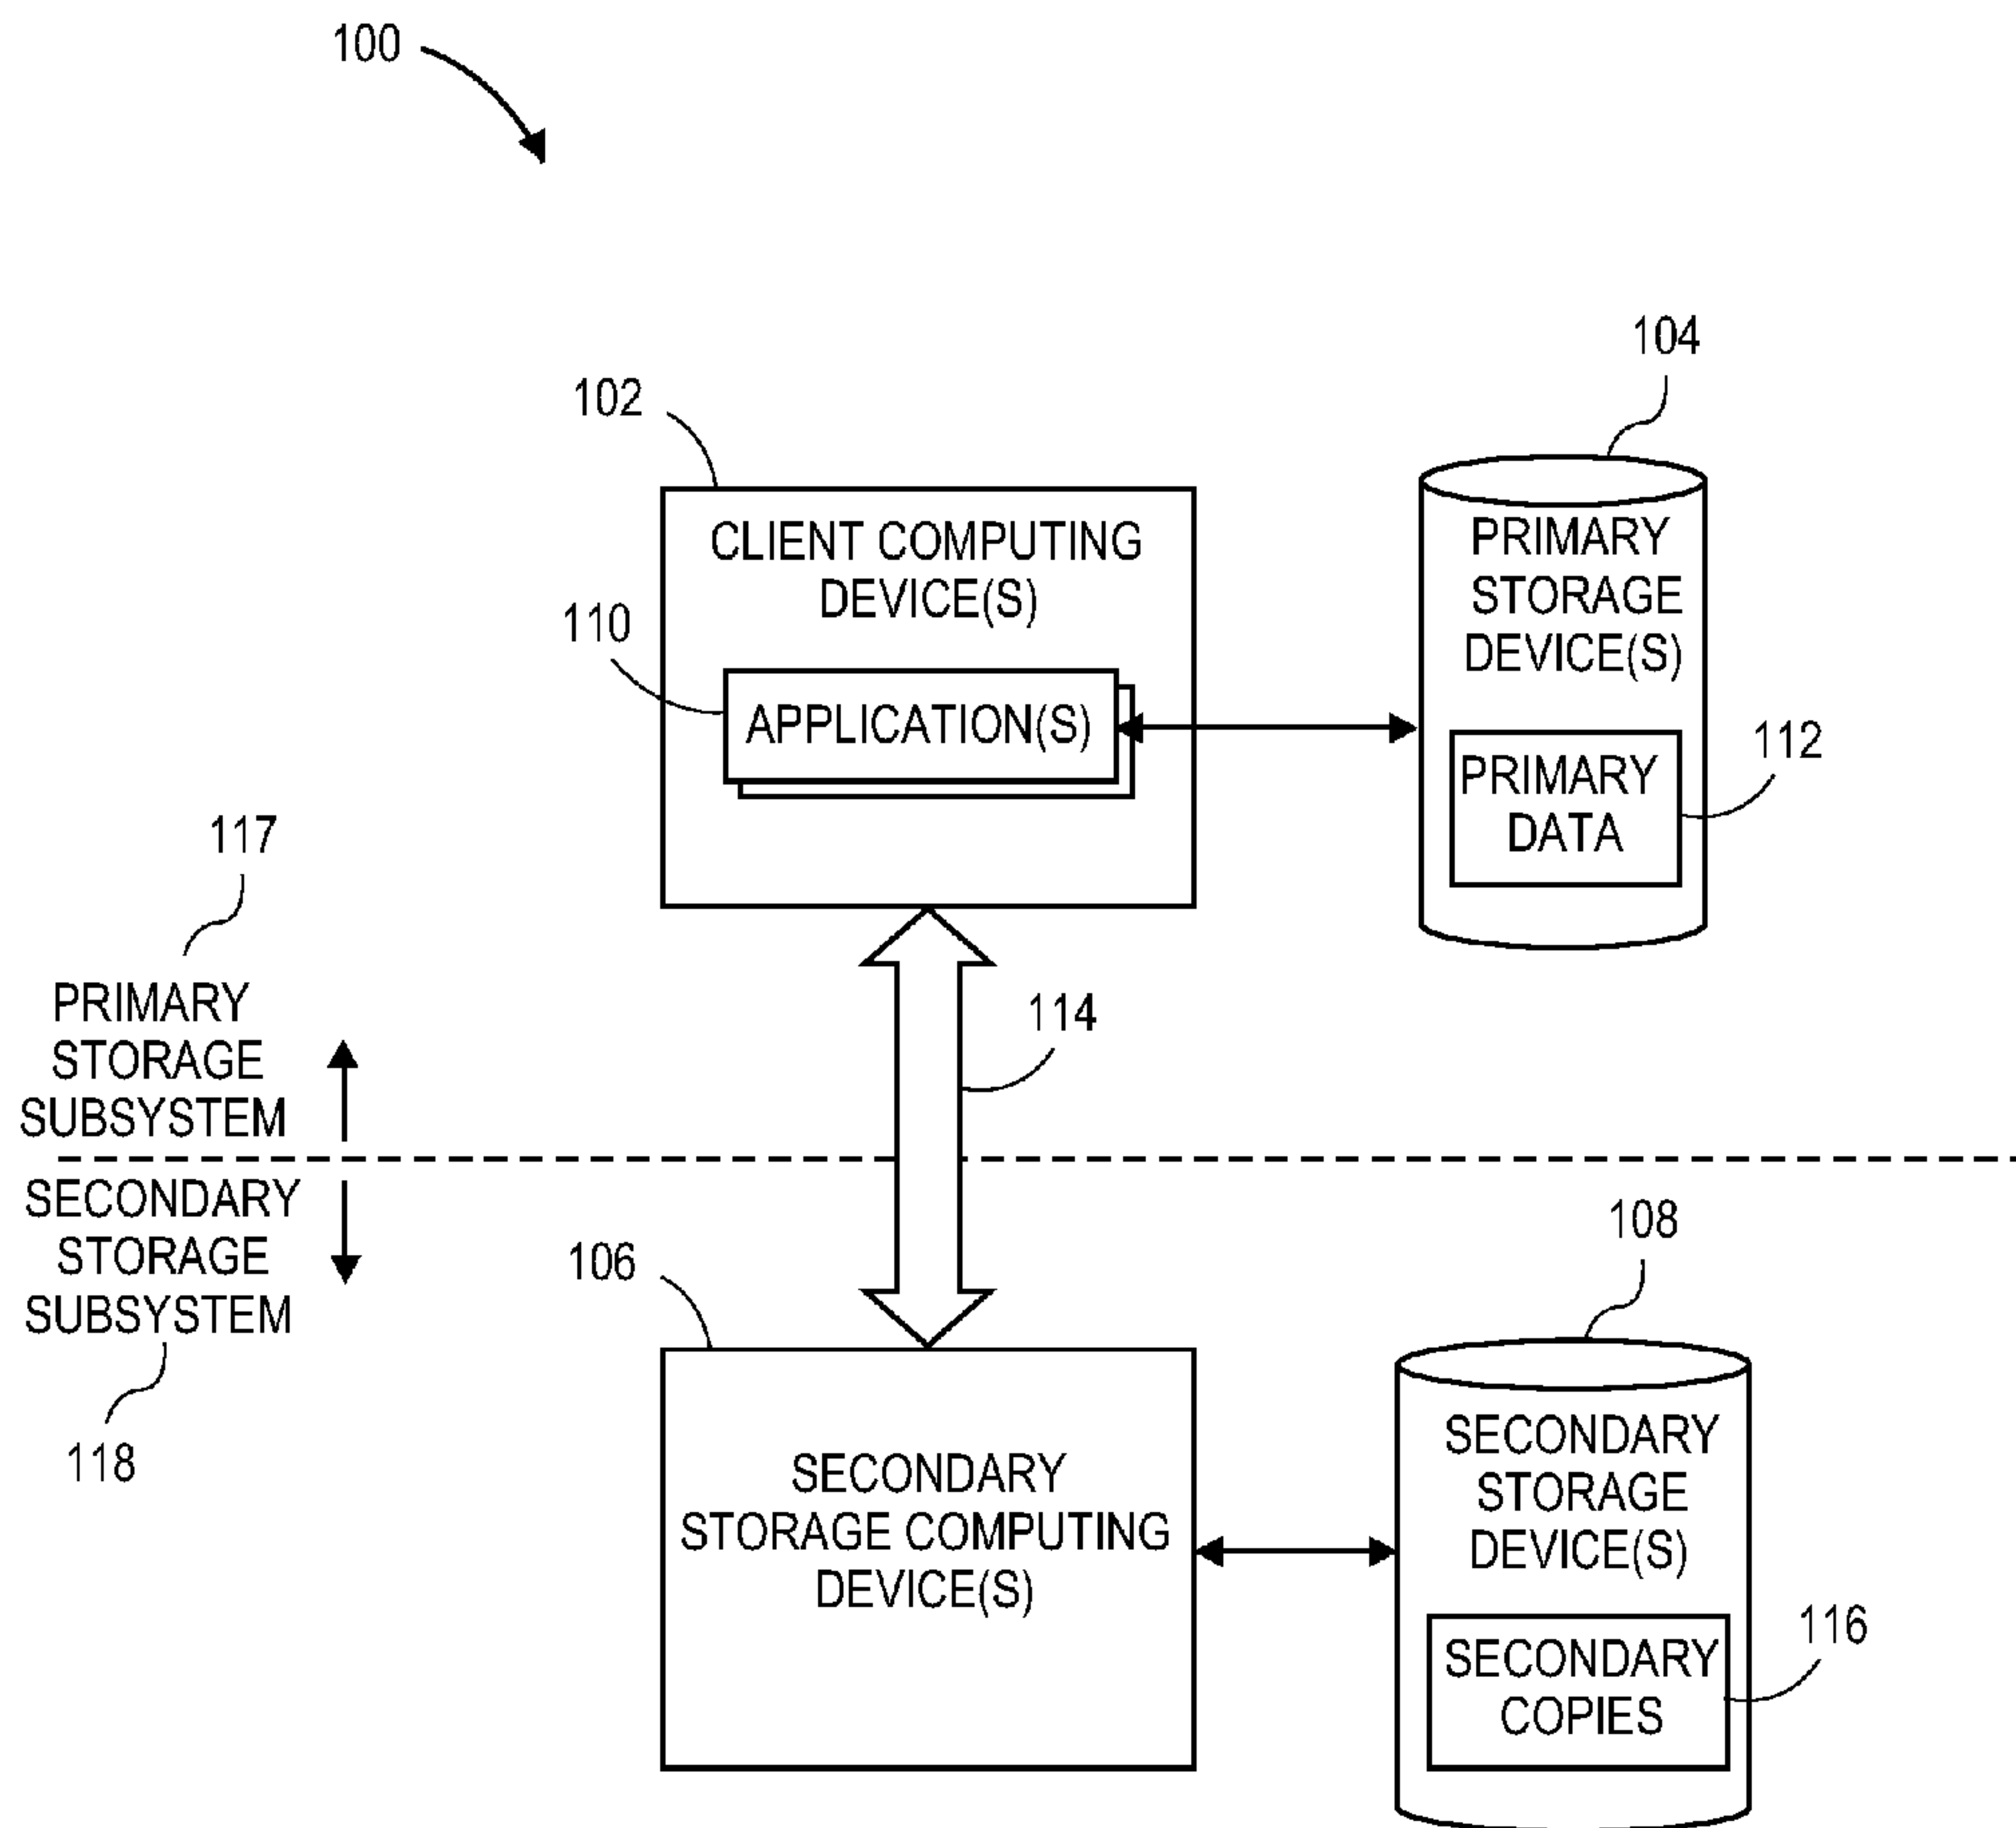 100
104
102
CLIENT COMPUTING
DEVICE(S)
PRIMARY
STORAGE
DEVICE(S)
110
APPLICATION(S)
112
PRIMARY
DATA
117
PRIMARY
STORAGE
SUBSYSTEM
114
SECONDARY
STORAGE
SUBSYSTEM
118
108
106
SECONDARY
STORAGE COMPUTING
DEVICE(S)
SECONDARY
STORAGE
DEVICE(S)
116
SECONDARY
COPIES